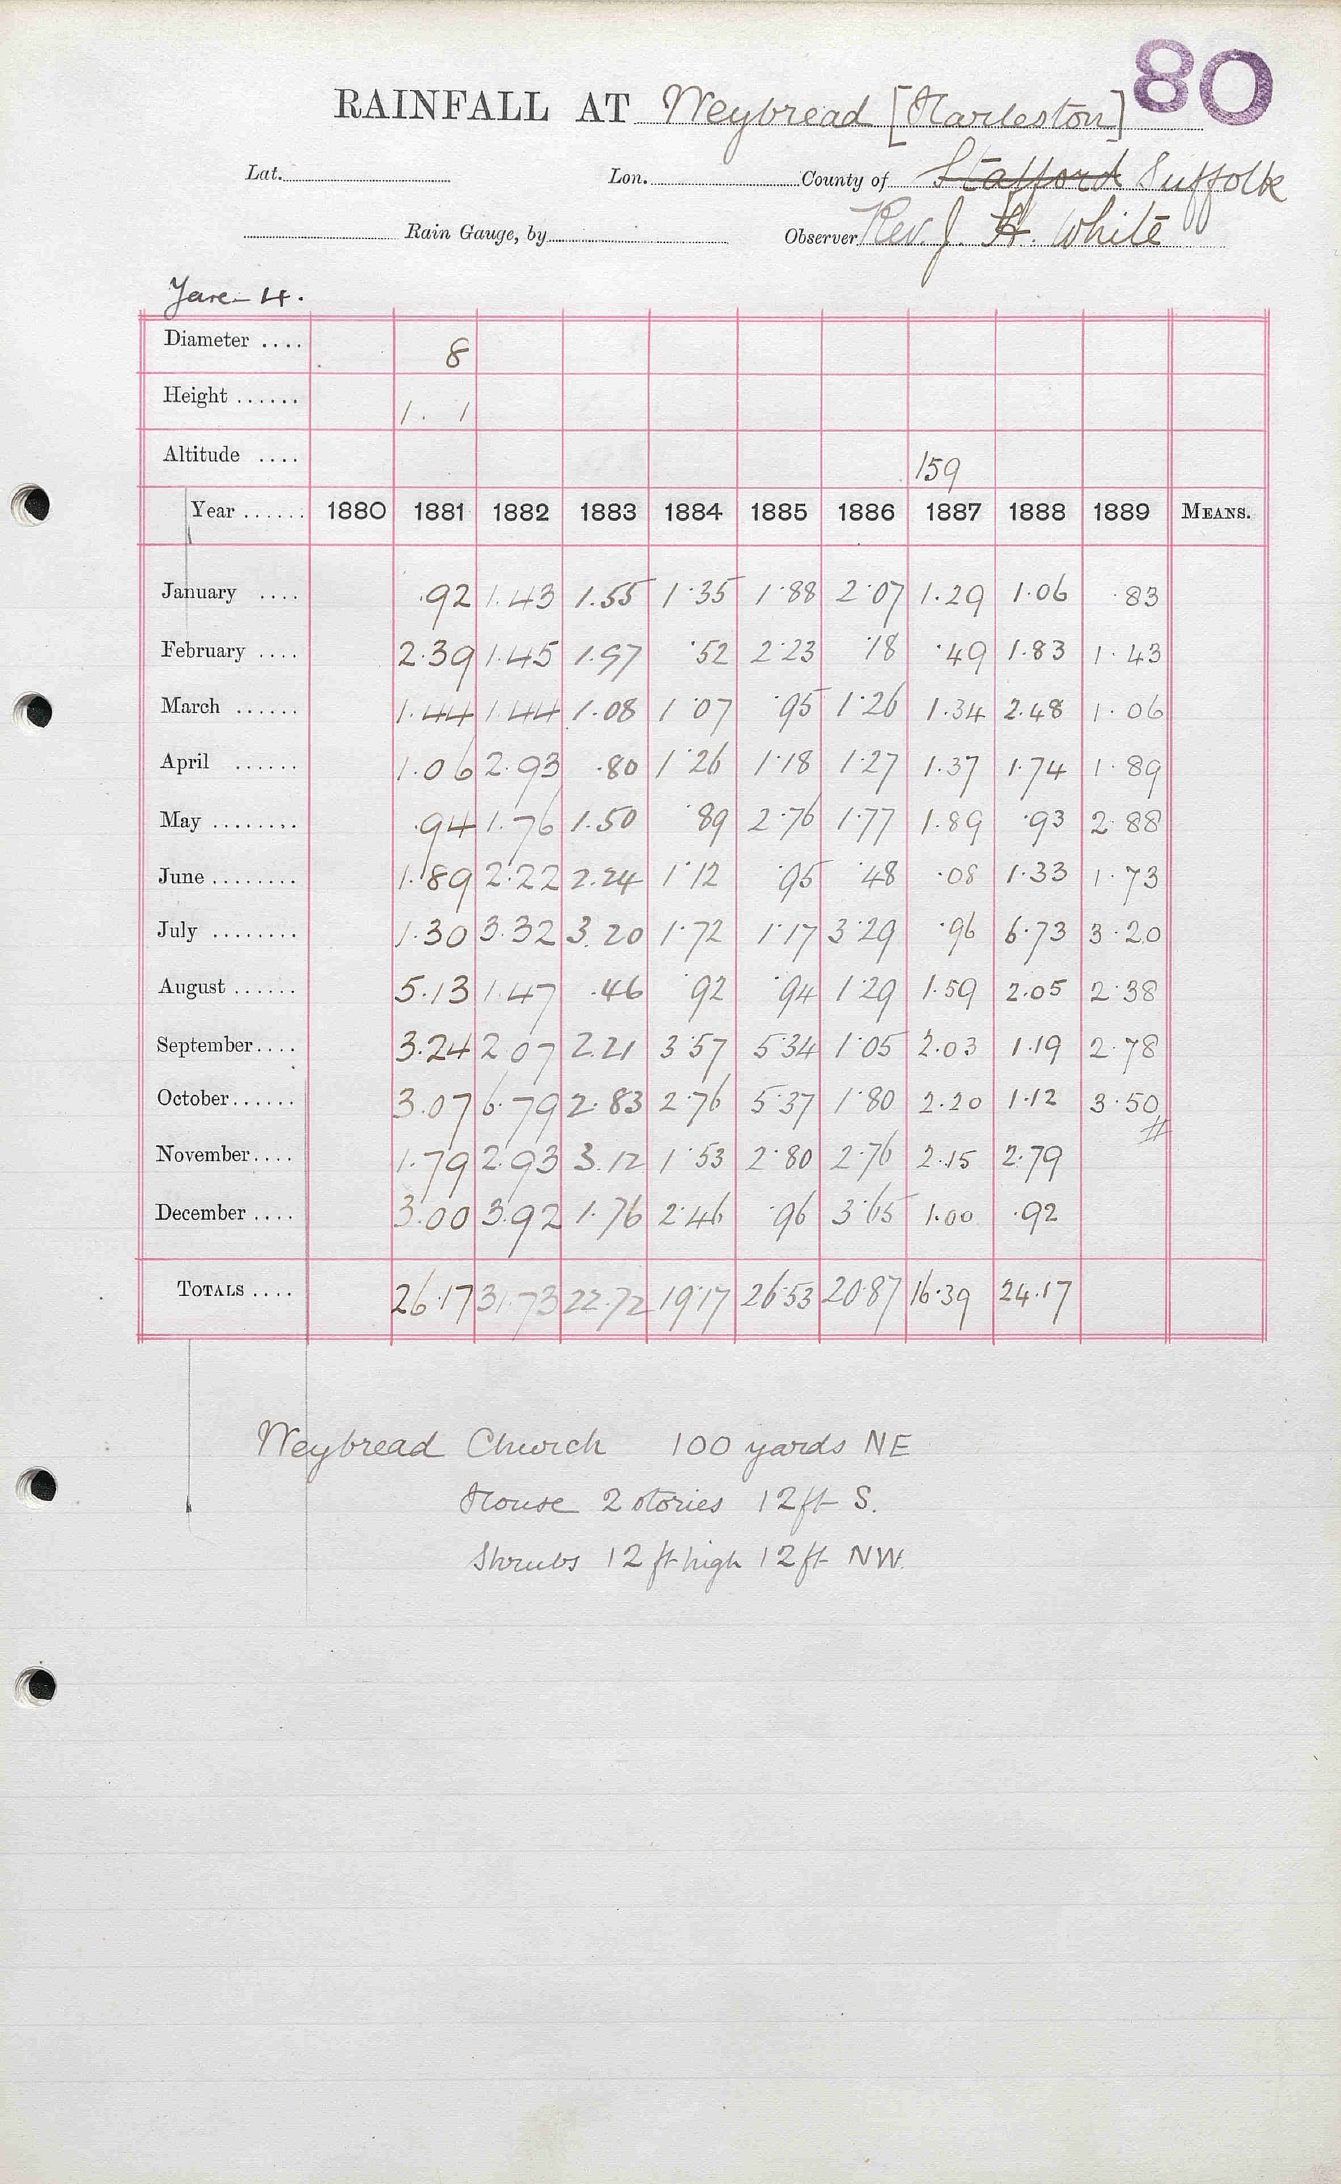 80
RAINFALL AT Weybread [Harleston]
Lat. Lon. County of Stafford Suffolk
Rain Gauge, by Observer Rev. J. H. White
Yare - 4.
Diameter .... 8
Height ...... 1. 1
Altitude .... 159
Year ...... 1880 1881 1882 1883 1884 1885 1886 1887 1888 1889 MEANS.
January .... .92 1.43 1.55 1.35 1.88 2.07 1.29 1.06 .83
February .... 2.39 1.45 1.97 .52 2.23 .18 .49 1.83 1.43
March ...... 1.44 1.44 1.08 1.07 .95 1.26 1.34 2.48 1.06
April ...... 1.06 2.93 .80 1.26 1.18 1.27 1.37 1.74 1.89
May ........ .94 1.76 1.50 .89 2.76 1.77 1.89 .93 2.88
June ........ 1.89 2.22 2.24 1.12 .95 .48 .08 1.33 1.73
July ........ 1.30 3.32 3.20 1.72 1.17 3.29 .96 6.73 3.20
August ...... 5.13 1.47 .46 .92 .94 1.29 1.59 2.05 2.38
September.... 3.24 2.07 2.21 3.57 5.34 1.05 2.03 1.19 2.78
October...... 3.07 6.79 2.83 2.76 5.37 1.80 2.20 1.12 3.50
November.... 1.79 2.93 3.12 1.53 2.80 2.76 2.15 2.79
December .... 3.00 3.92 1.76 2.46 .96 3.65 1.00 .92
TOTALS .... 26.17 31.73 22.72 19.17 26.53 20.87 16.39 24.17
Weybread Church 100 yards NE
House 2 stories 12 ft S.
Shrubs 12 ft high 12 ft NW.